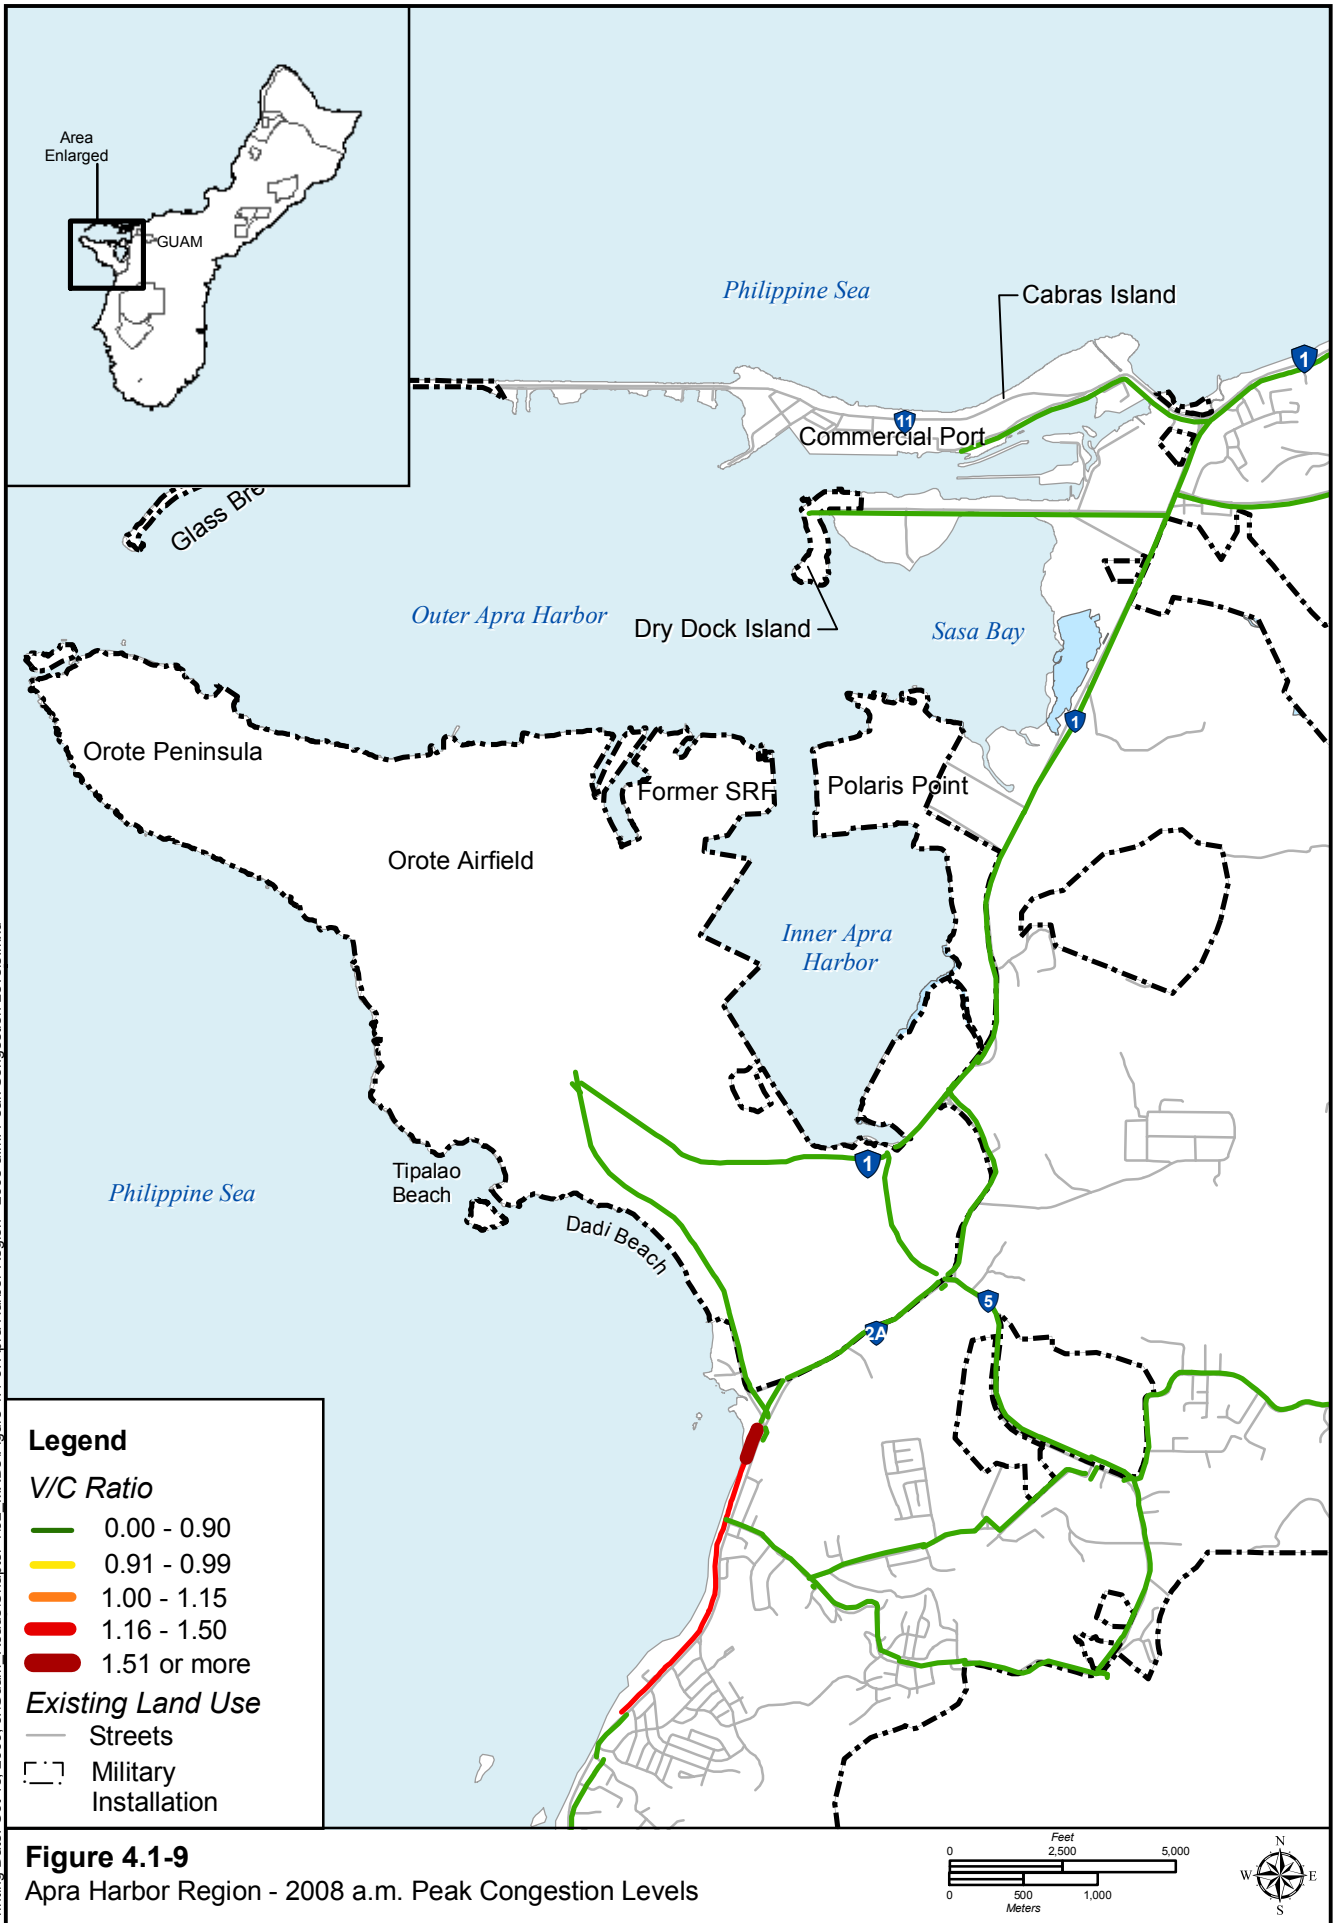 Area
Enlarged
GUAM
Philippine Sea
Cabras Island
1
11
Commercial Port
Glass Bre
Outer Apra Harbor
Dry Dock Island
Sasa Bay
1
Orote Peninsula
Former SRF
Polaris Point
Orote Airfield
Inner Apra
Harbor
Tipalao
Beach
1
Philippine Sea
Dadi Beach
5
2A
Legend
V/C Ratio
0.00 - 0.90
0.91 - 0.99
1.00 - 1.15
1.16 - 1.50
1.51 or more
Existing Land Use
Streets
Military
Installation
Figure 4.1-9
Apra Harbor Region - 2008 a.m. Peak Congestion Levels
Feet
0 2,500 5,000
0 500 1,000
Meters
N
W E
S